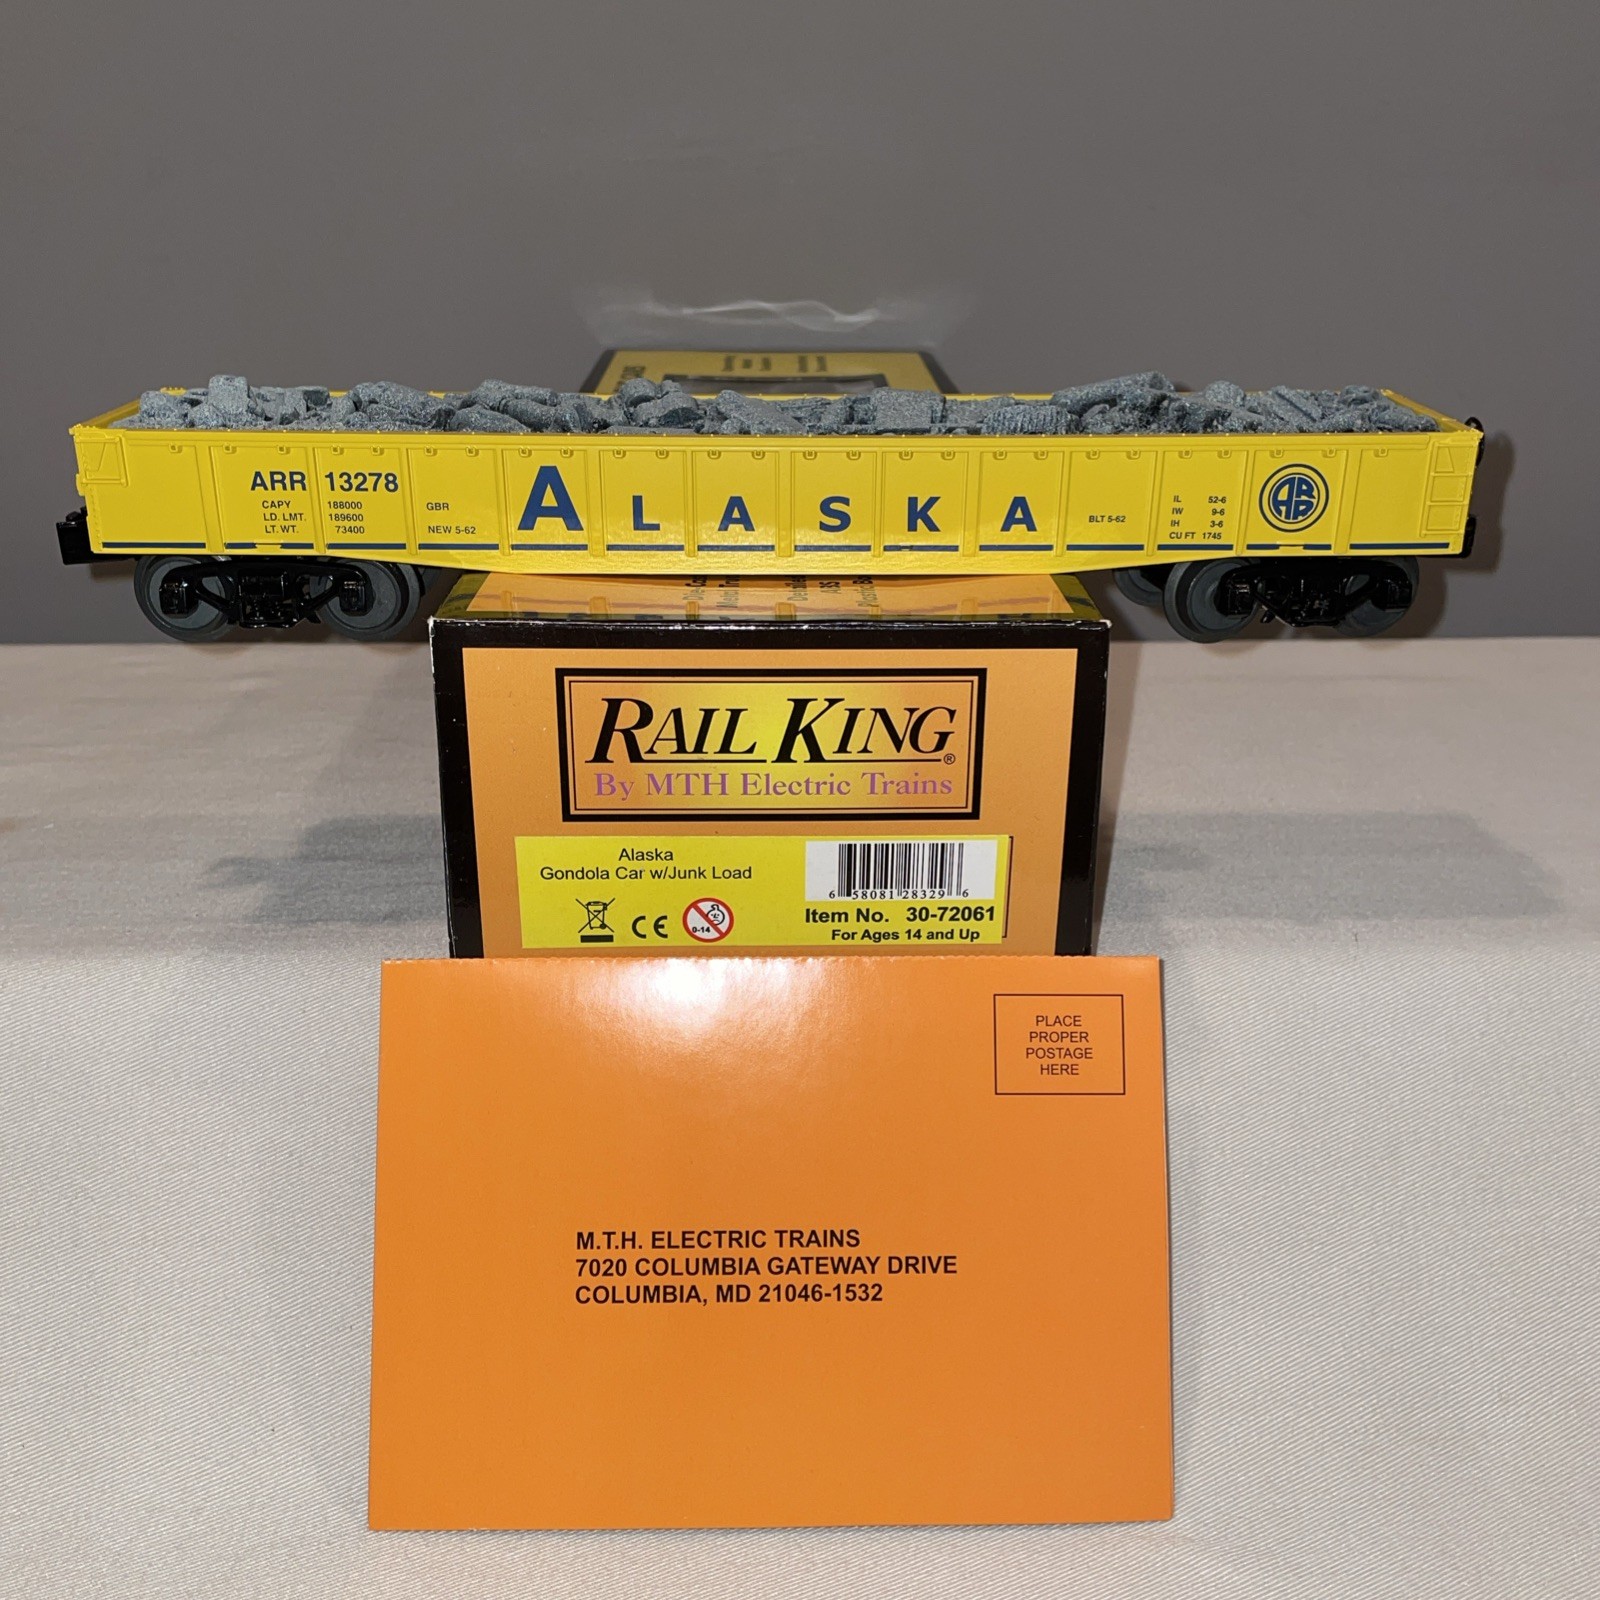 ARR 13278
CAPY 188000
LD. LMT. 189600
LT. WT. 73400
GBR
NEW 5-62
ALASKA
BLT 5-62
IL 52-6
IW 9-6
IH 3-6
CU FT 1745
ARR
RAIL KING®
By MTH Electric Trains
Alaska
Gondola Car w/Junk Load
6 58081 28329 6
CE
0-14
Item No. 30-72061
For Ages 14 and Up
PLACE
PROPER
POSTAGE
HERE
M.T.H. ELECTRIC TRAINS
7020 COLUMBIA GATEWAY DRIVE
COLUMBIA, MD 21046-1532